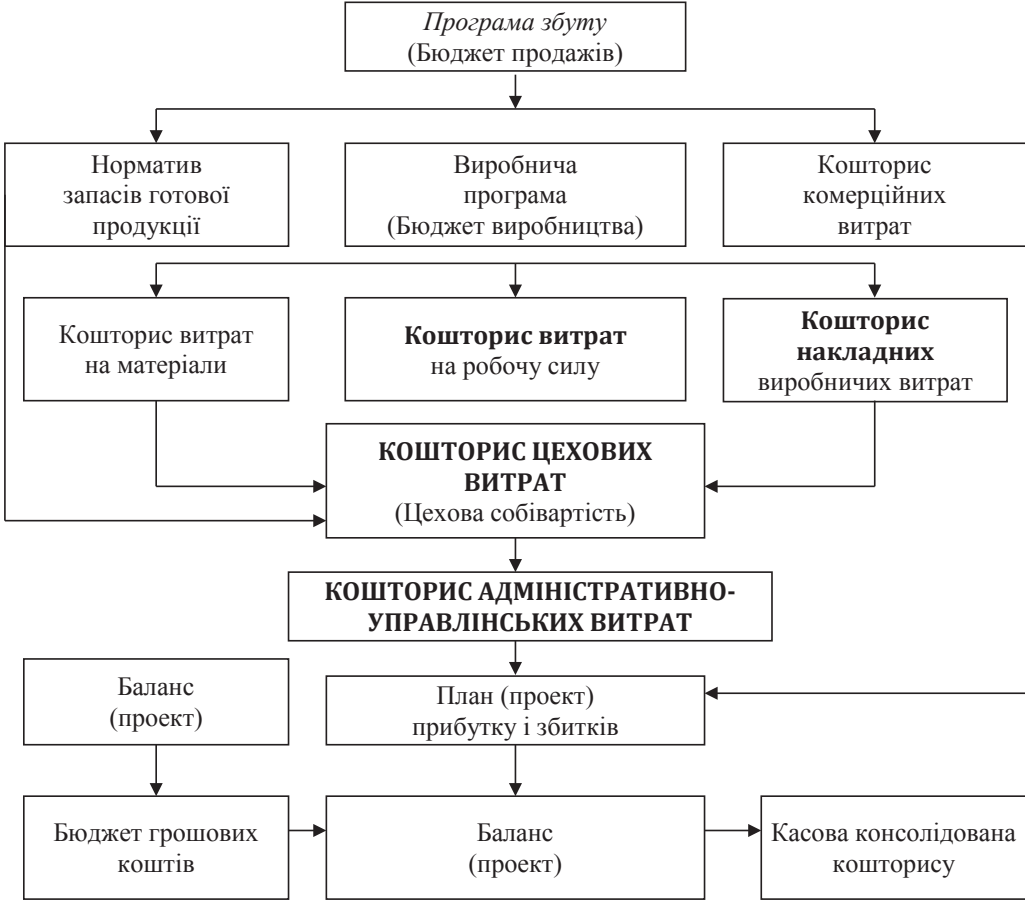 Програма збуту
(Бюджет продажів)
Норматив
запасів готової
продукції
Виробнича
програма
(Бюджет виробництва)
Кошторис
комерційних
витрат
Кошторис витрат
на матеріали
Кошторис витрат
на робочу силу
Кошторис
накладних
виробничих витрат
КОШТОРИС ЦЕХОВИХ
ВИТРАТ
(Цехова собівартість)
КОШТОРИС АДМІНІСТРАТИВНО-
УПРАВЛІНСЬКИХ ВИТРАТ
Баланс
(проект)
План (проект)
прибутку і збитків
Бюджет грошових
коштів
Баланс
(проект)
Касова консолідована
кошторису